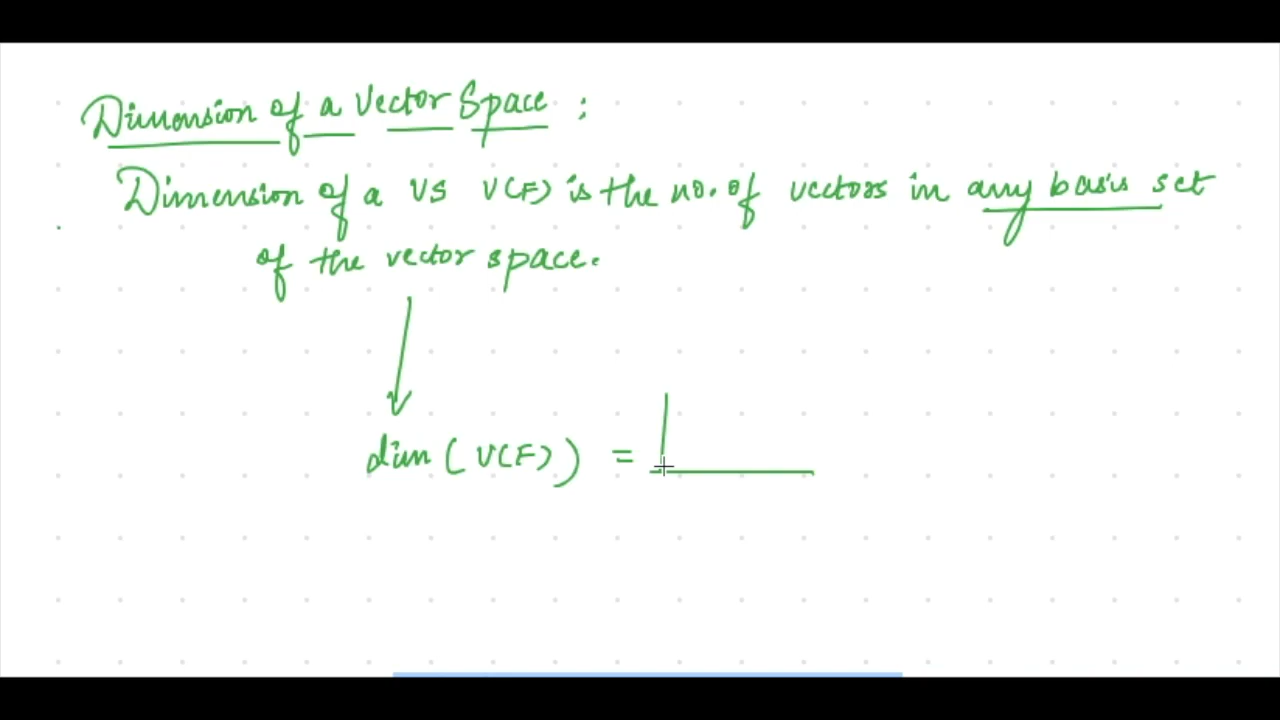 Dimension of a Vector Space :
Dimension of a VS V(F) is the no. of vectors in any basis set
of the vector space.
dim ( V(F) ) =